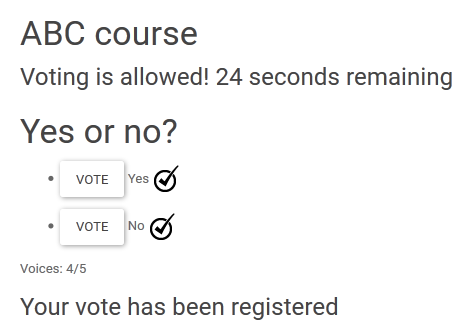 ABC course
Voting is allowed! 24 seconds remaining
Yes or no?
VOTE Yes
VOTE No
Voices: 4/5
Your vote has been registered